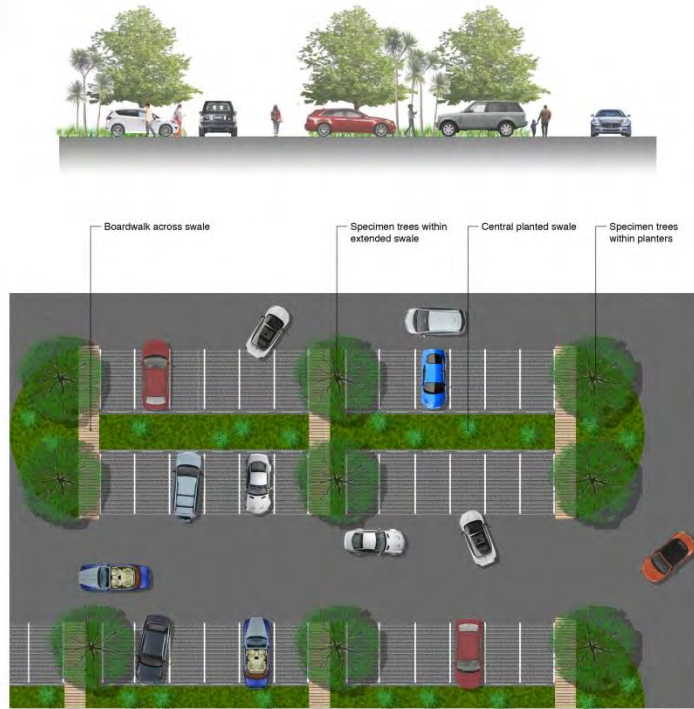 Boardwalk across swale
Specimen trees within
extended swale
Central planted swale
Specimen trees
within planters